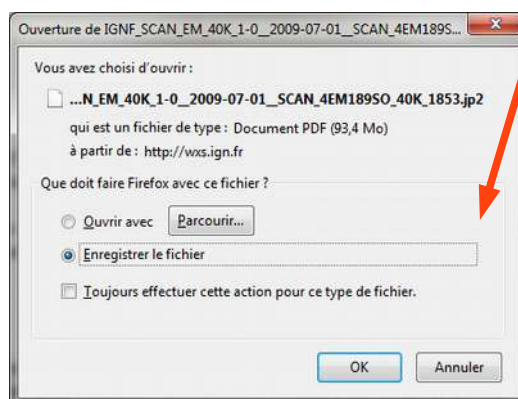 Ouverture de IGNF_SCAN_EM_40K_1-0__2009-07-01__SCAN_4EM189S...
Vous avez choisi d'ouvrir :
...N_EM_40K_1-0__2009-07-01__SCAN_4EM189SO_40K_1853.jp2
qui est un fichier de type : Document PDF (93,4 Mo)
à partir de : http://wxs.ign.fr
Que doit faire Firefox avec ce fichier ?
Ouvrir avec Parcourir...
Enregistrer le fichier
Toujours effectuer cette action pour ce type de fichier.
OK Annuler